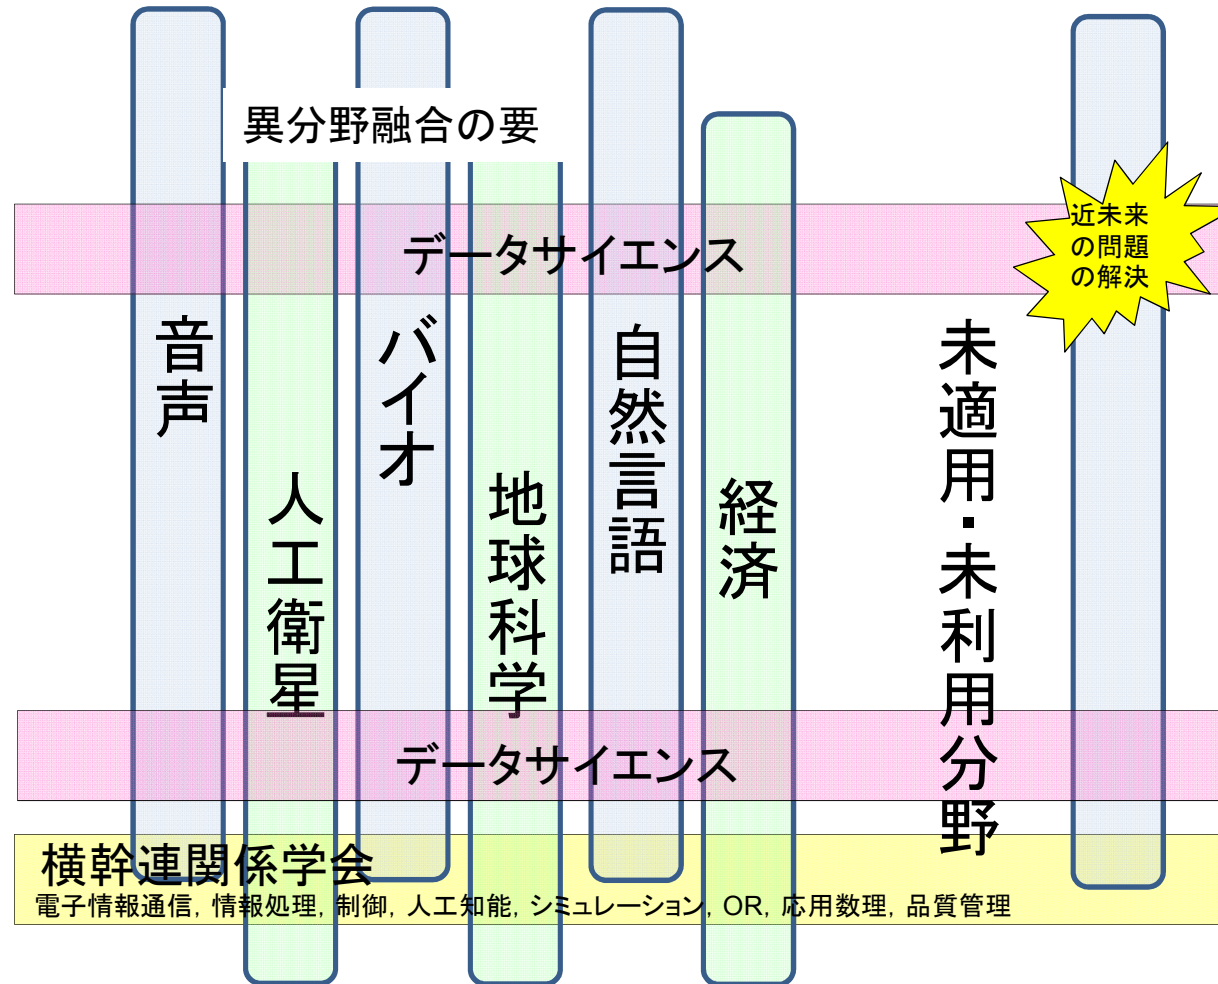 異分野融合の要
データサイエンス
近未来
の問題
の解決
音声
人工衛星
バイオ
地球科学
自然言語
経済
未適用・未利用分野
データサイエンス
横幹連関係学会
電子情報通信, 情報処理, 制御, 人工知能, シミュレーション, OR, 応用数理, 品質管理